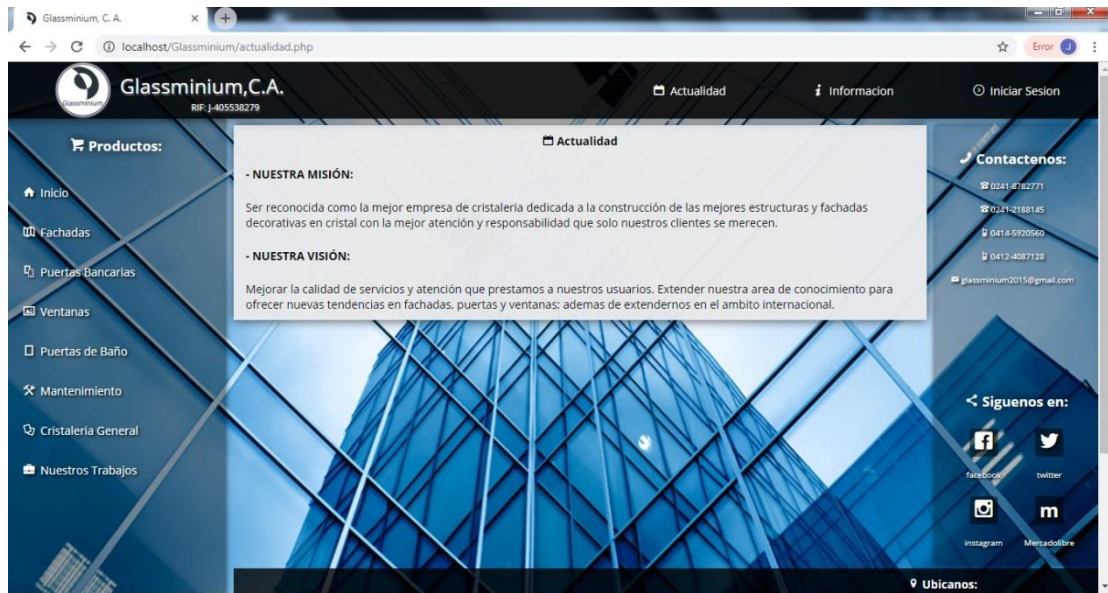 Glassminium, C. A.
localhost/Glassminium/actualidad.php
Error J
Glassminium
Glassminium,C.A.
RIF: J-405538279
Actualidad
Informacion
Iniciar Sesion
Productos:
Inicio
Fachadas
Puertas Bancarias
Ventanas
Puertas de Baño
Mantenimiento
Cristaleria General
Nuestros Trabajos
Actualidad
- NUESTRA MISIÓN:
Ser reconocida como la mejor empresa de cristaleria dedicada a la construcción de las mejores estructuras y fachadas
decorativas en cristal con la mejor atención y responsabilidad que solo nuestros clientes se merecen.
- NUESTRA VISIÓN:
Mejorar la calidad de servicios y atención que prestamos a nuestros usuarios. Extender nuestra area de conocimiento para
ofrecer nuevas tendencias en fachadas, puertas y ventanas; ademas de extendernos en el ambito internacional.
Contactenos:
0241-8782771
0241-2188145
0414-5920560
0412-4087128
glassminium2015@gmail.com
Siguenos en:
facebook
twitter
instagram
Mercadolibre
Ubicanos: